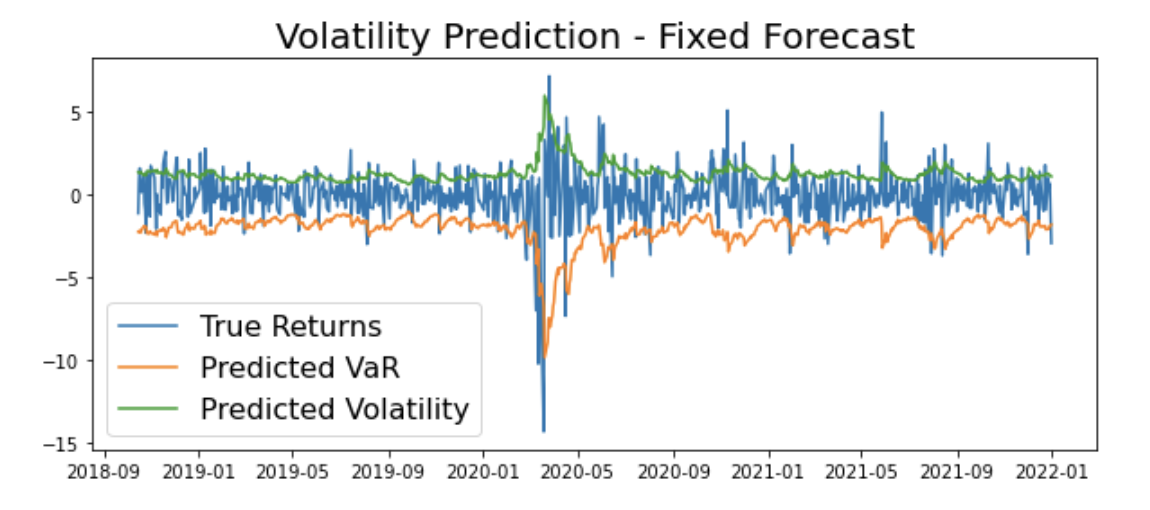 Volatility Prediction - Fixed Forecast
5
0
−5
−10
−15
True Returns
Predicted VaR
Predicted Volatility
2018-09 2019-01 2019-05 2019-09 2020-01 2020-05 2020-09 2021-01 2021-05 2021-09 2022-01